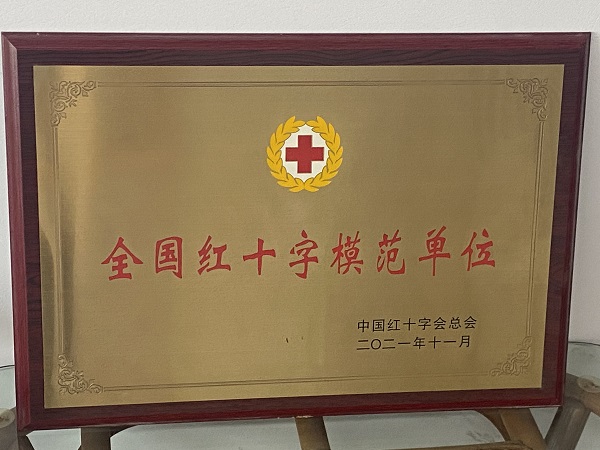 全国红十字模范单位
中国红十字会总会
二〇二一年十一月